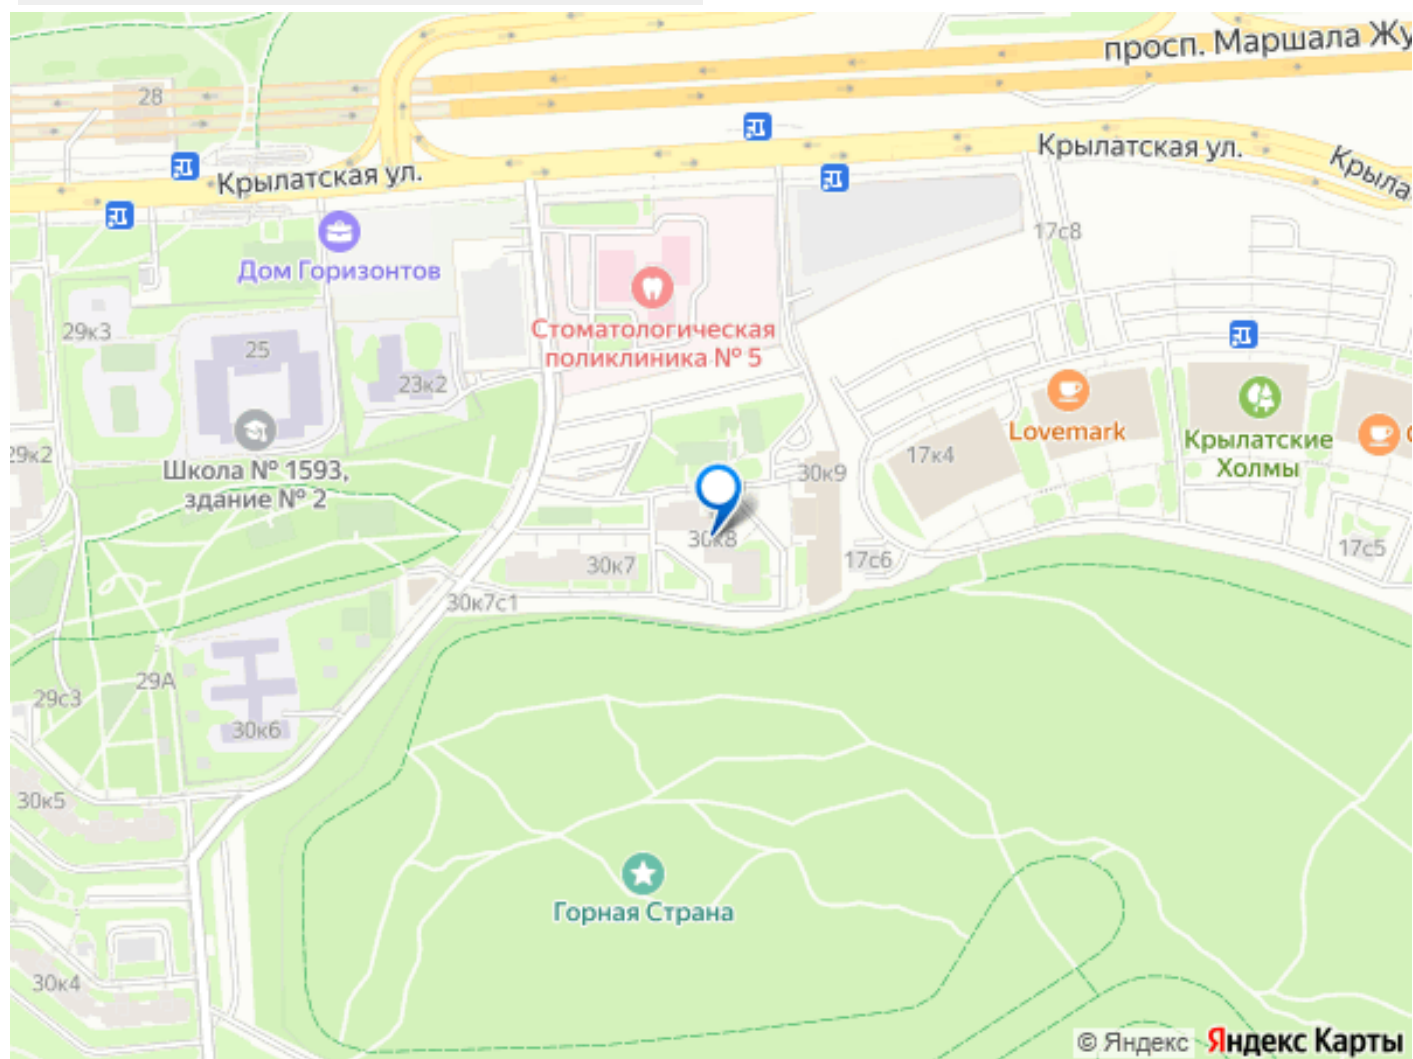 просп. Маршала Жу
28
Крылатская ул.
Крылатская ул.
Крыла
17с8
Дом Горизонтов
29к3
25
23к2
Стоматологическая
поликлиника № 5
29к2
Школа № 1593,
здание № 2
Lovemark
Крылатские
Холмы
17к4
30к9
30к8
17с6
17с5
30к7
30к7с1
29А
29с3
30к6
30к5
Горная Страна
30к4
© Яндекс Яндекс Карты